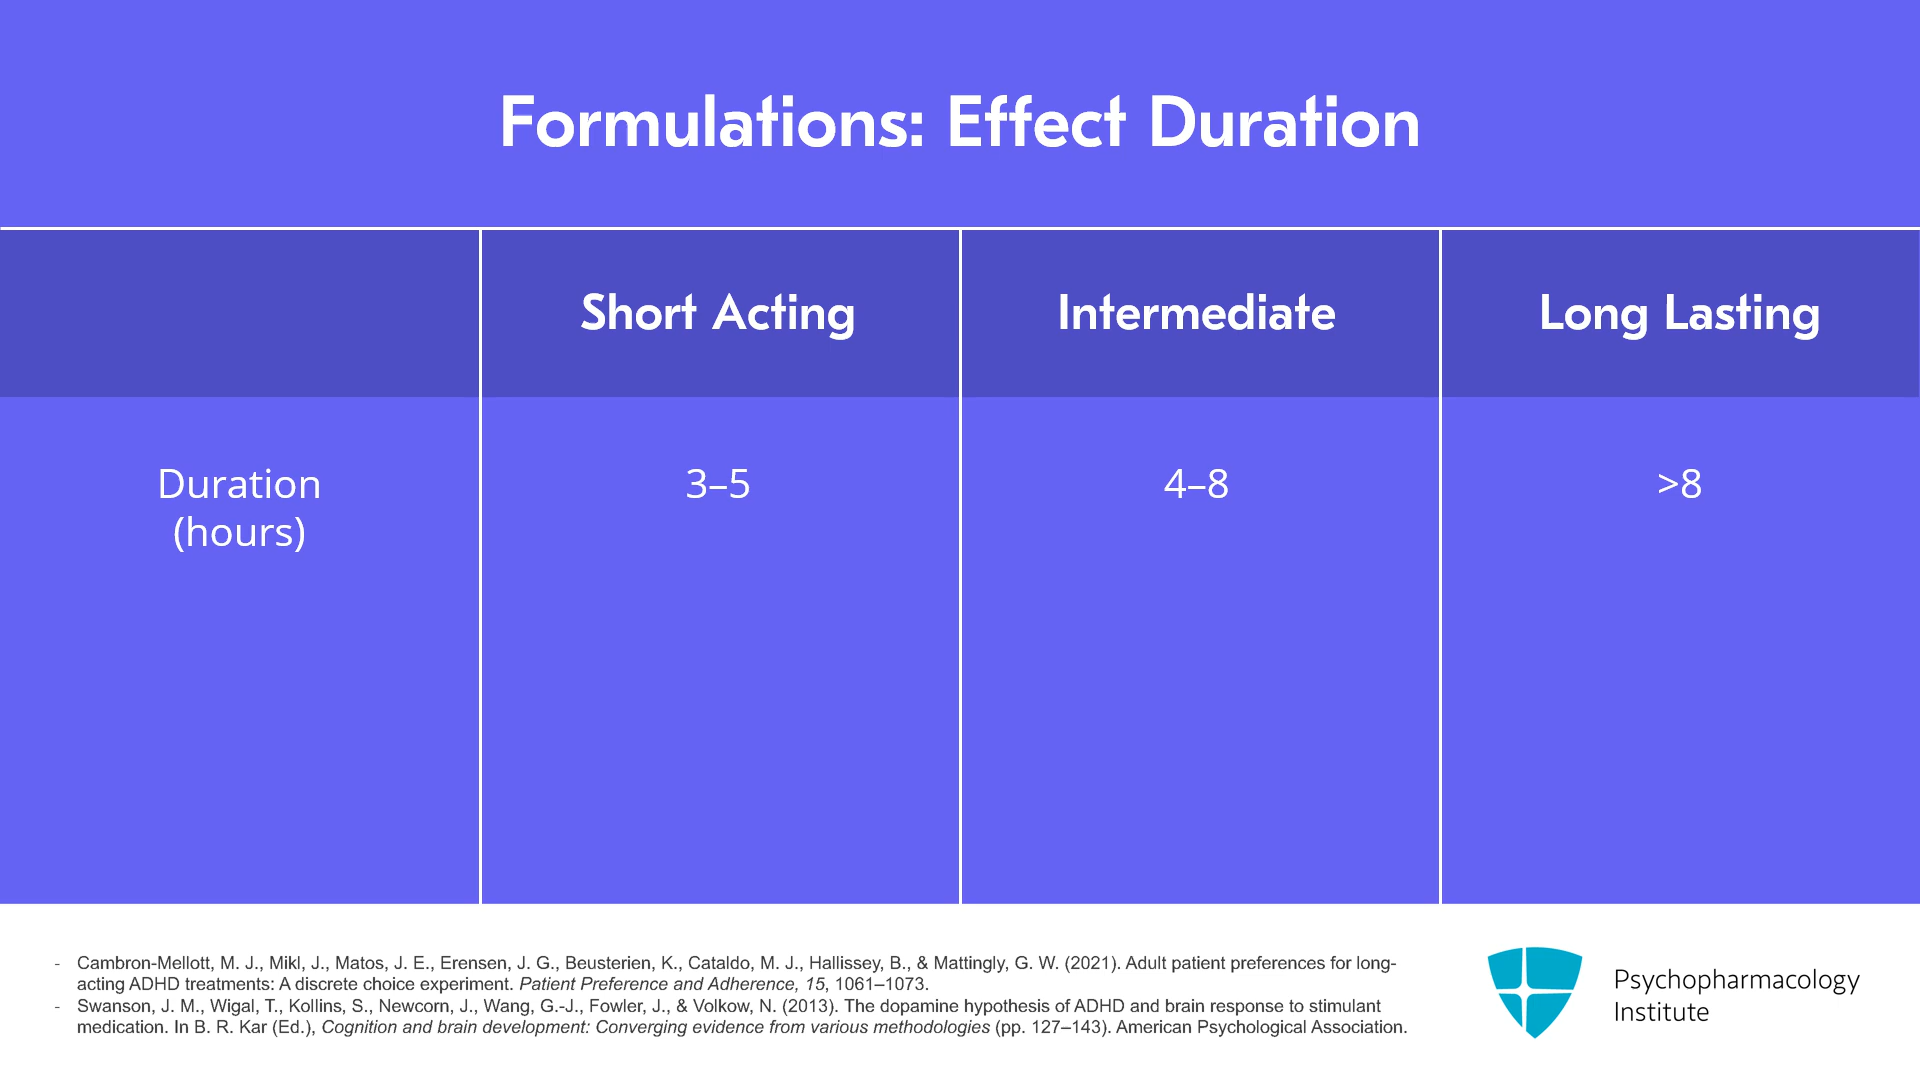 Formulations: Effect Duration
Short Acting
Intermediate
Long Lasting
Duration
(hours)
3–5
4–8
>8
- Cambron-Mellott, M. J., Mikl, J., Matos, J. E., Erensen, J. G., Beusterien, K., Cataldo, M. J., Hallissey, B., & Mattingly, G. W. (2021). Adult patient preferences for long-
acting ADHD treatments: A discrete choice experiment. Patient Preference and Adherence, 15, 1061–1073.
- Swanson, J. M., Wigal, T., Kollins, S., Newcorn, J., Wang, G.-J., Fowler, J., & Volkow, N. (2013). The dopamine hypothesis of ADHD and brain response to stimulant
medication. In B. R. Kar (Ed.), Cognition and brain development: Converging evidence from various methodologies (pp. 127–143). American Psychological Association.
Psychopharmacology
Institute